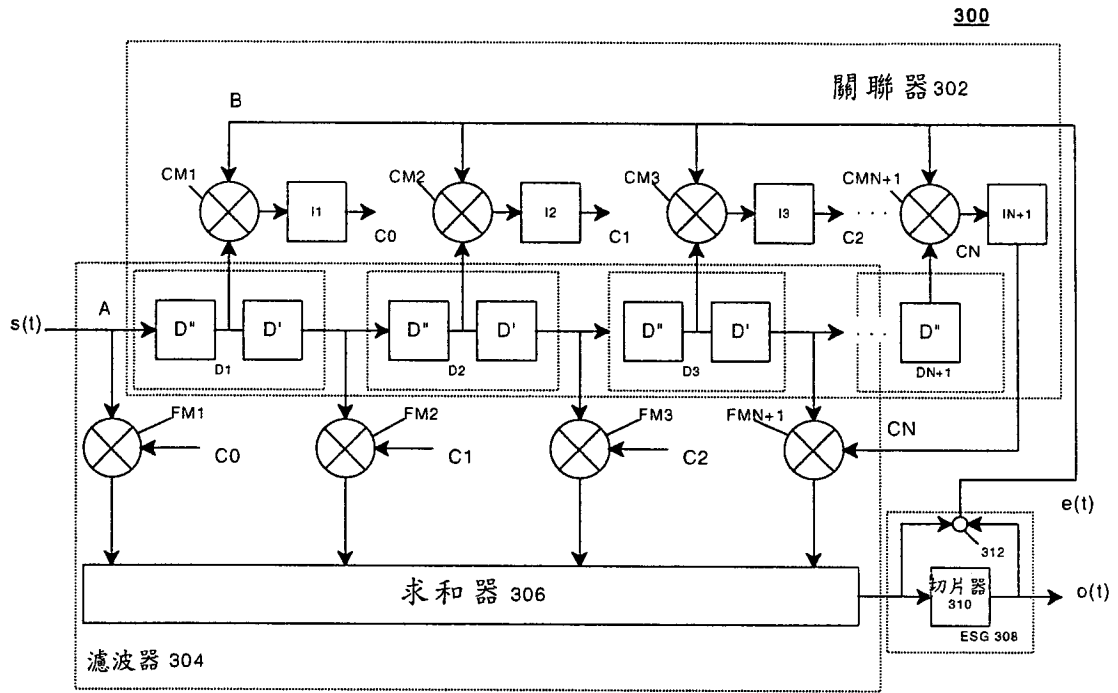 300
關聯器 302
B
CM1
CM2
CM3
CMN+1
I1
I2
I3
IN+1
C0
C1
C2
· · · ·
CN
s(t)
A
D"
D'
D"
D'
D"
D'
· · · ·
D"
D1
D2
D3
DN+1
FM1
FM2
FM3
FMN+1
C0
C1
C2
CN
e(t)
312
求和器 306
切片器
310
o(t)
ESG 308
濾波器 304